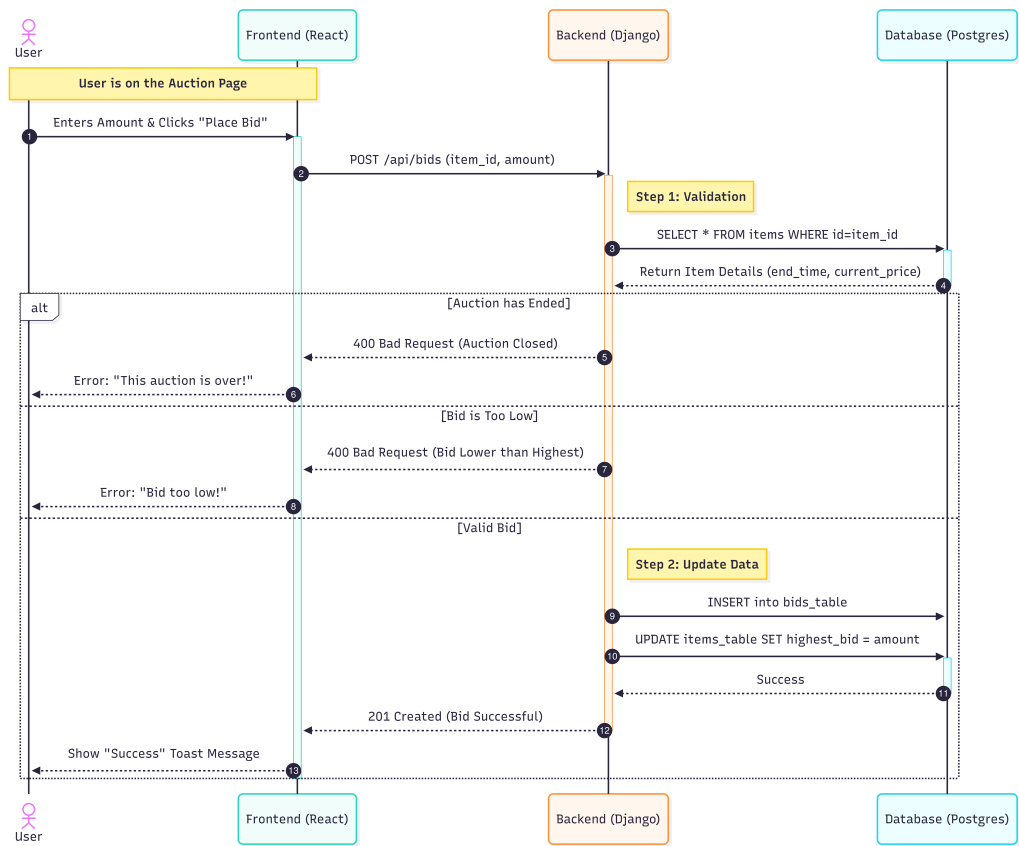 User
Frontend (React)
Backend (Django)
Database (Postgres)
User is on the Auction Page
Enters Amount & Clicks "Place Bid"
1
POST /api/bids (item_id, amount)
2
Step 1: Validation
SELECT * FROM items WHERE id=item_id
3
Return Item Details (end_time, current_price)
4
alt
[Auction has Ended]
400 Bad Request (Auction Closed)
5
Error: "This auction is over!"
6
[Bid is Too Low]
400 Bad Request (Bid Lower than Highest)
7
Error: "Bid too low!"
8
[Valid Bid]
Step 2: Update Data
INSERT into bids_table
9
UPDATE items_table SET highest_bid = amount
10
Success
11
201 Created (Bid Successful)
12
Show "Success" Toast Message
13
User
Frontend (React)
Backend (Django)
Database (Postgres)